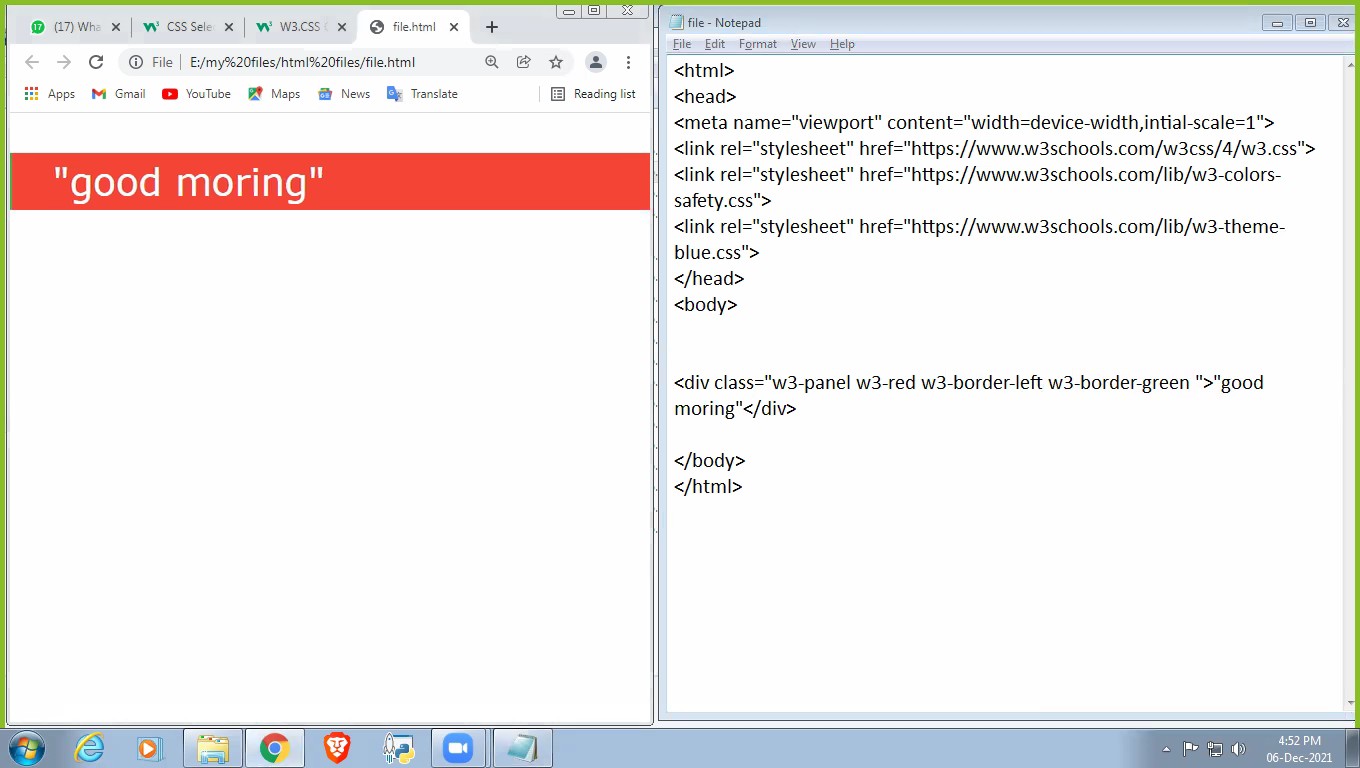 (17) Wha
CSS Sele
W3.CSS
file.html
File
E:/my%20files/html%20files/file.html
Apps
Gmail
YouTube
Maps
News
Translate
Reading list
"good moring"
file - Notepad
File Edit Format View Help
<html>
<head>
<meta name="viewport" content="width=device-width,intial-scale=1">
<link rel="stylesheet" href="https://www.w3schools.com/w3css/4/w3.css">
<link rel="stylesheet" href="https://www.w3schools.com/lib/w3-colors-
safety.css">
<link rel="stylesheet" href="https://www.w3schools.com/lib/w3-theme-
blue.css">
</head>
<body>
<div class="w3-panel w3-red w3-border-left w3-border-green ">"good
moring"</div>
</body>
</html>
4:52 PM
06-Dec-2021